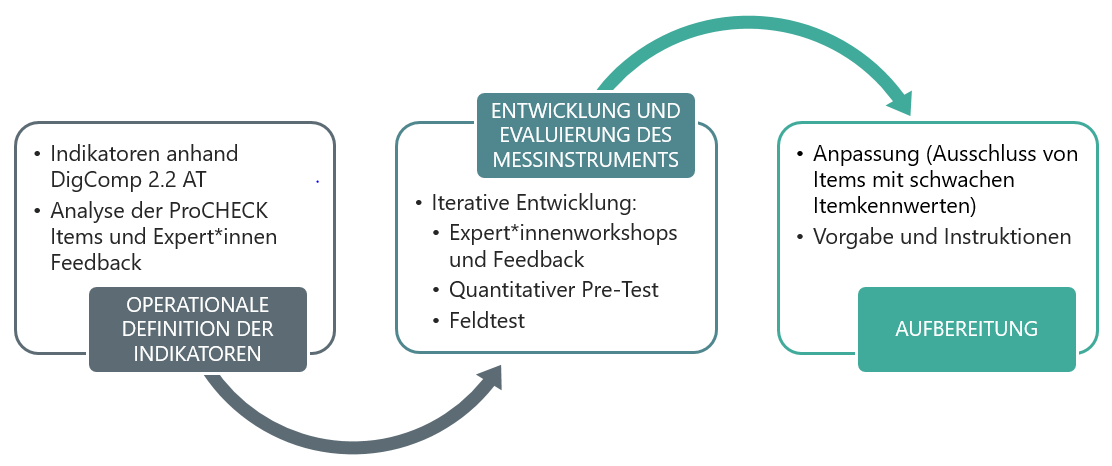 • Indikatoren anhand
DigComp 2.2 AT
• Analyse der ProCHECK
Items und Expert*innen
Feedback
OPERATIONALE
DEFINITION DER
INDIKATOREN
ENTWICKLUNG UND
EVALUIERUNG DES
MESSINSTRUMENTS
• Iterative Entwicklung:
• Expert*innenworkshops
und Feedback
• Quantitativer Pre-Test
• Feldtest
• Anpassung (Ausschluss von
Items mit schwachen
Itemkennwerten)
• Vorgabe und Instruktionen
AUFBEREITUNG